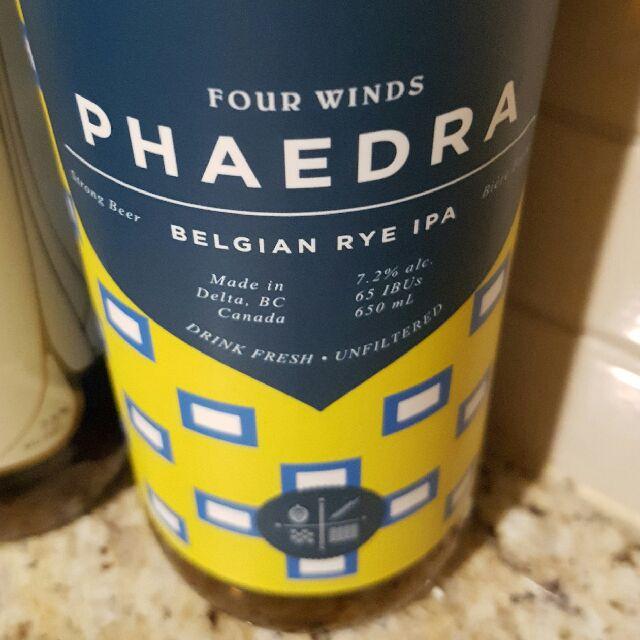 FOUR WINDS
PHAEDRA
Strong Beer
Bière
BELGIAN RYE IPA
Made in
Delta, BC
Canada
7.2% alc.
65 IBUs
650 mL
DRINK FRESH • UNFILTERED